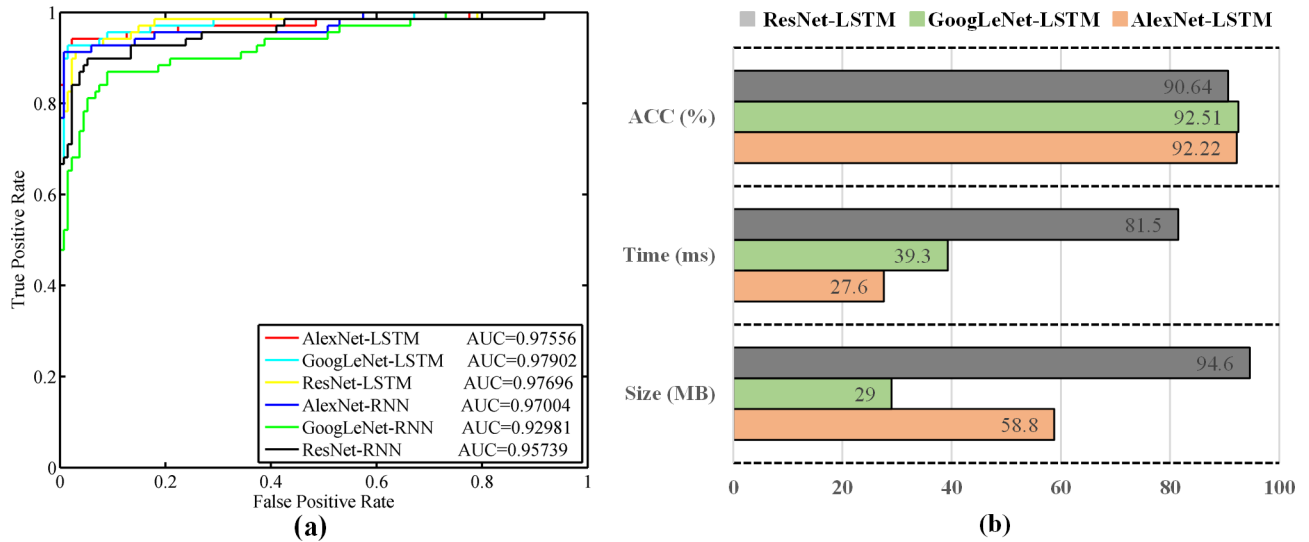 1
0.8
0.6
0.4
0.2
0
True Positive Rate
AlexNet-LSTM AUC=0.97556
GoogLeNet-LSTM AUC=0.97902
ResNet-LSTM AUC=0.97696
AlexNet-RNN AUC=0.97004
GoogLeNet-RNN AUC=0.92981
ResNet-RNN AUC=0.95739
0 0.2 0.4 0.6 0.8 1
False Positive Rate
(a)
ResNet-LSTM GoogLeNet-LSTM AlexNet-LSTM
90.64
ACC (%) 92.51
92.22
81.5
Time (ms) 39.3
27.6
94.6
Size (MB) 29
58.8
0 20 40 60 80 100
(b)